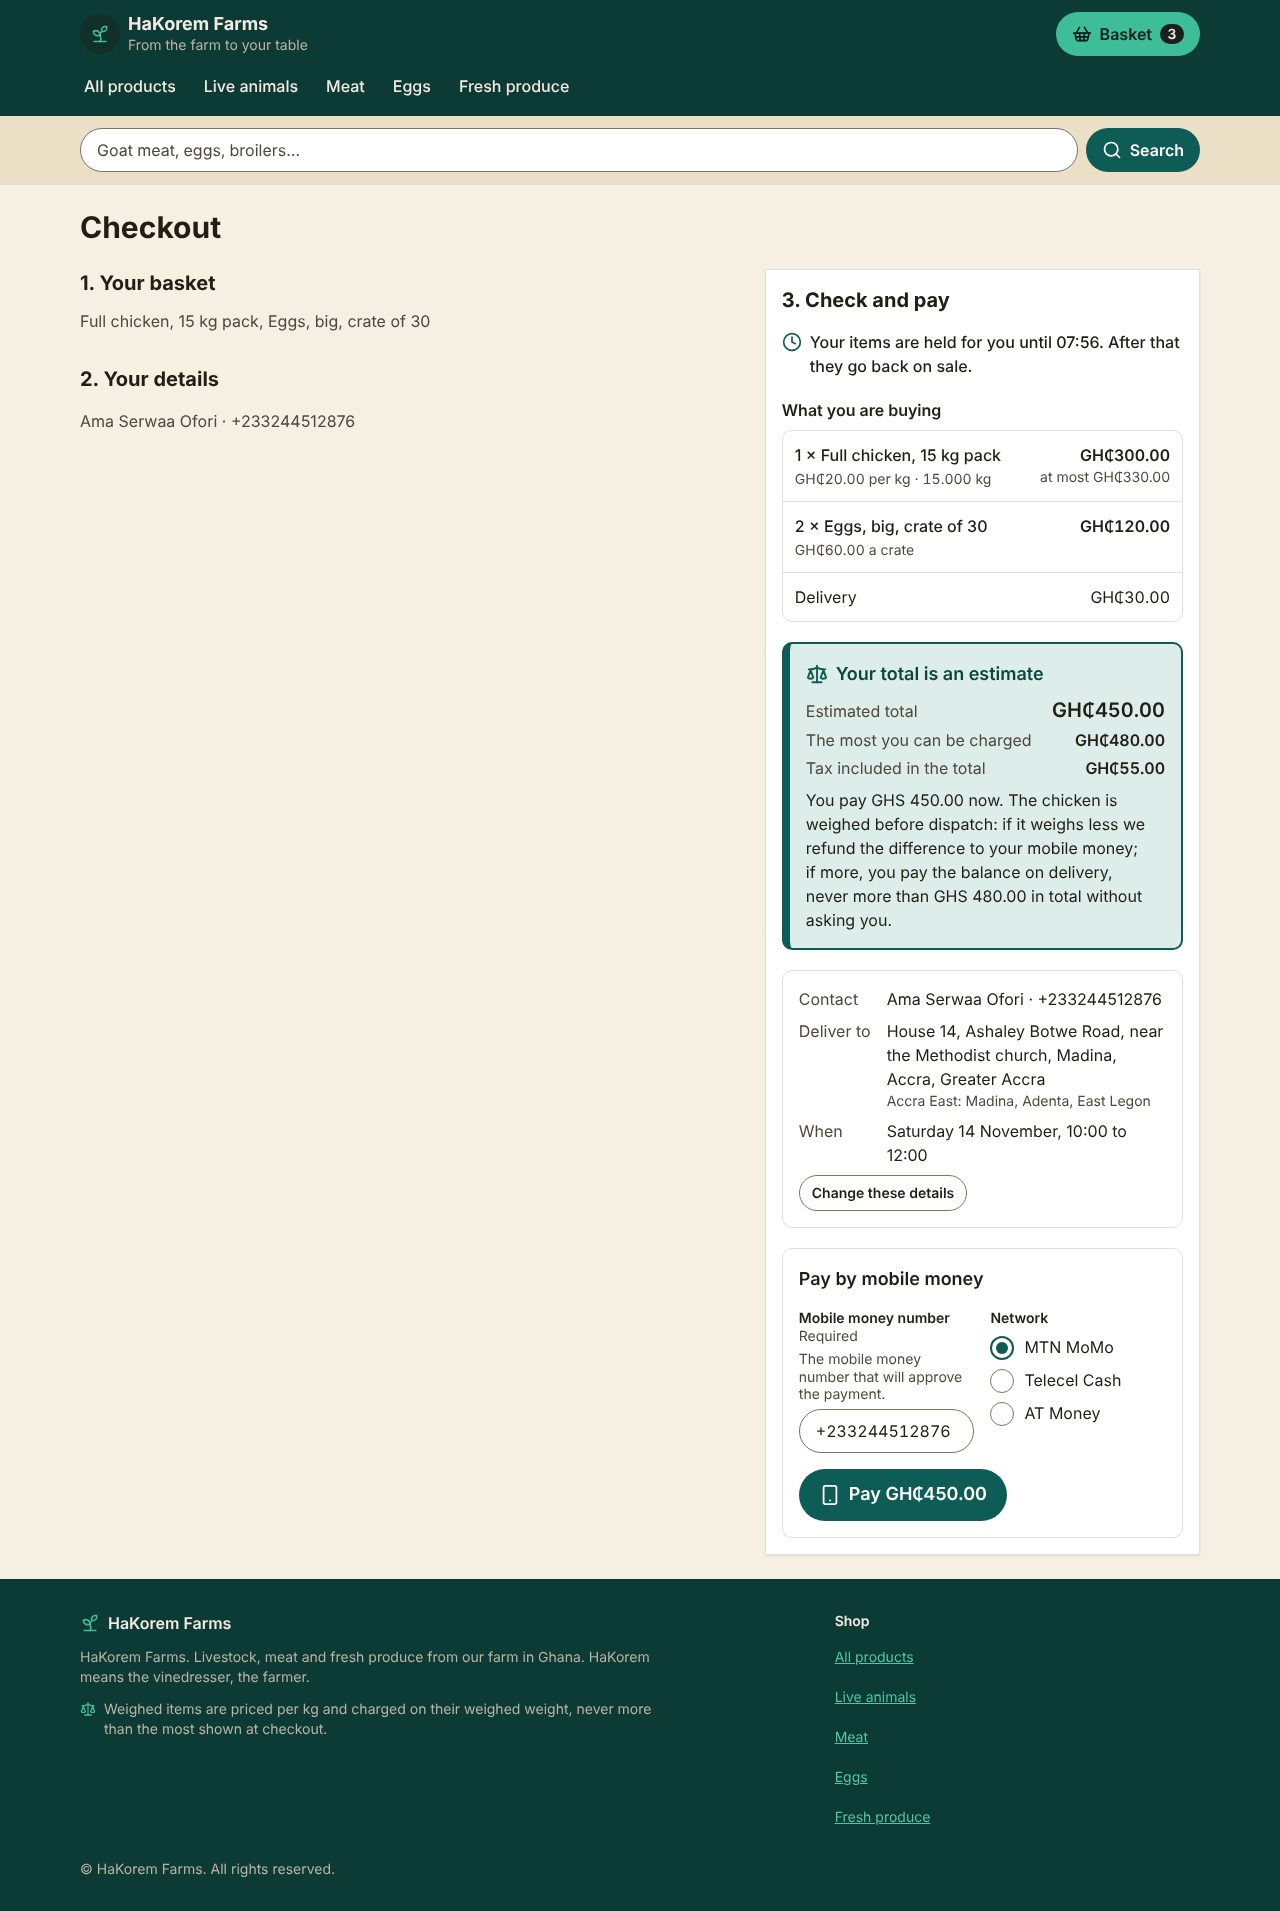 HaKorem Farms
From the farm to your table
Basket 3
All products
Live animals
Meat
Eggs
Fresh produce
Goat meat, eggs, broilers...
Search
Checkout
1. Your basket
Full chicken, 15 kg pack, Eggs, big, crate of 30
2. Your details
Ama Serwaa Ofori · +233244512876
3. Check and pay
Your items are held for you until 07:56. After that
they go back on sale.
What you are buying
1 × Full chicken, 15 kg pack
GH₵300.00
GH₵20.00 per kg · 15.000 kg
at most GH₵330.00
2 × Eggs, big, crate of 30
GH₵120.00
GH₵60.00 a crate
Delivery
GH₵30.00
Your total is an estimate
Estimated total
GH₵450.00
The most you can be charged
GH₵480.00
Tax included in the total
GH₵55.00
You pay GHS 450.00 now. The chicken is
weighed before dispatch: if it weighs less we
refund the difference to your mobile money;
if more, you pay the balance on delivery,
never more than GHS 480.00 in total without
asking you.
Contact
Ama Serwaa Ofori · +233244512876
Deliver to
House 14, Ashaley Botwe Road, near
the Methodist church, Madina,
Accra, Greater Accra
Accra East: Madina, Adenta, East Legon
When
Saturday 14 November, 10:00 to
12:00
Change these details
Pay by mobile money
Mobile money number
Required
The mobile money
number that will approve
the payment.
+233244512876
Network
MTN MoMo
Telecel Cash
AT Money
Pay GH₵450.00
HaKorem Farms
HaKorem Farms. Livestock, meat and fresh produce from our farm in Ghana. HaKorem
means the vinedresser, the farmer.
Weighed items are priced per kg and charged on their weighed weight, never more
than the most shown at checkout.
Shop
All products
Live animals
Meat
Eggs
Fresh produce
© HaKorem Farms. All rights reserved.